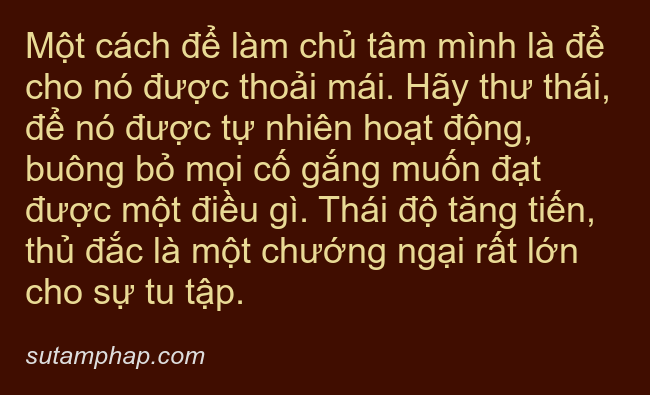 Một cách để làm chủ tâm mình là để
cho nó được thoải mái. Hãy thư thái,
để nó được tự nhiên hoạt động,
buông bỏ mọi cố gắng muốn đạt
được một điều gì. Thái độ tăng tiến,
thủ đắc là một chướng ngại rất lớn
cho sự tu tập.
sutamphap.com